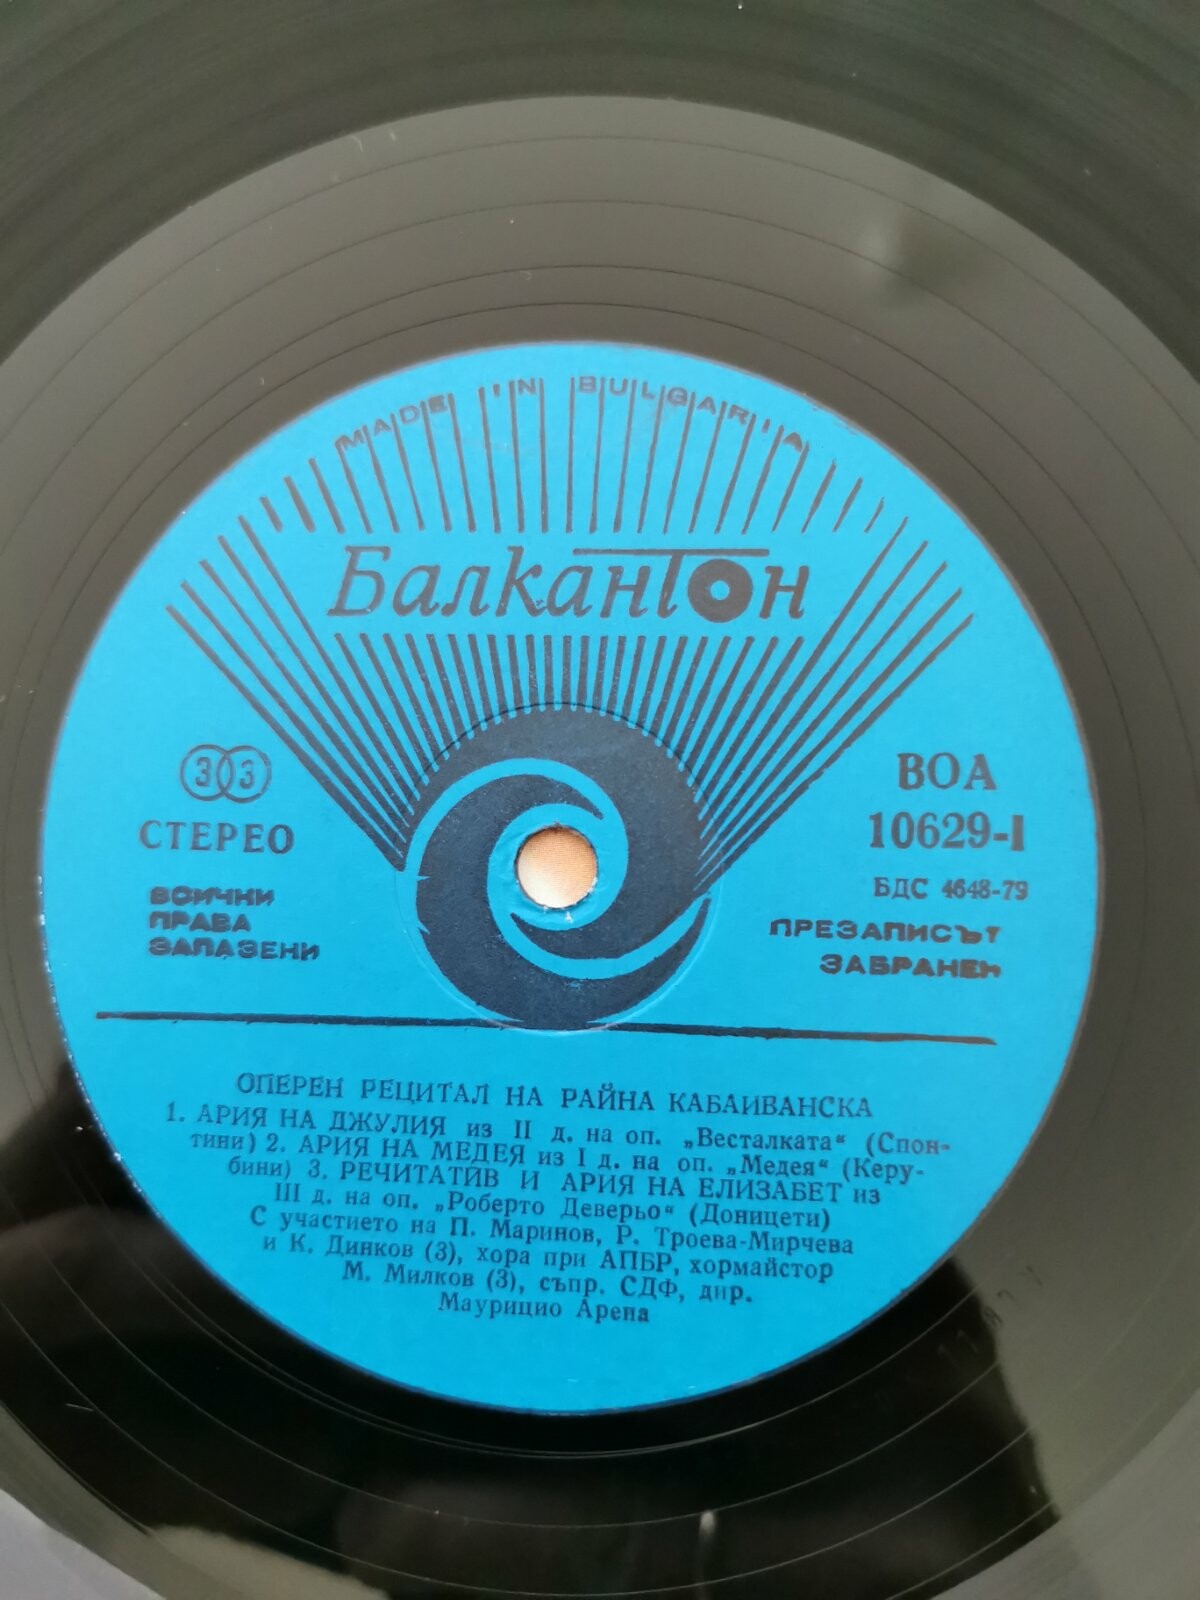 MADE IN BULGARIA
Балкантон
33
СТЕРЕО
ВСИЧКИ
ПРАВА
ЗАПАЗЕНИ
ВОА
10629-I
БДС 4648-79
ПРЕЗАПИСЪТ
ЗАБРАНЕН
ОПЕРЕН РЕЦИТАЛ НА РАЙНА КАБАИВАНСКА
1. АРИЯ НА ДЖУЛИЯ из II д. на оп. „Весталката“ (Спон-
тини) 2. АРИЯ НА МЕДЕЯ из I д. на оп. „Медея“ (Керу-
бини) 3. РЕЧИТАТИВ И АРИЯ НА ЕЛИЗАБЕТ из
III д. на оп. „Роберто Деверьо“ (Доницети)
С участието на П. Маринов, Р. Троева-Мирчева
и К. Динков (3), хора при АПБР, хормайстор
М. Милков (3), съпр. СДФ, дир.
Маурицио Арена